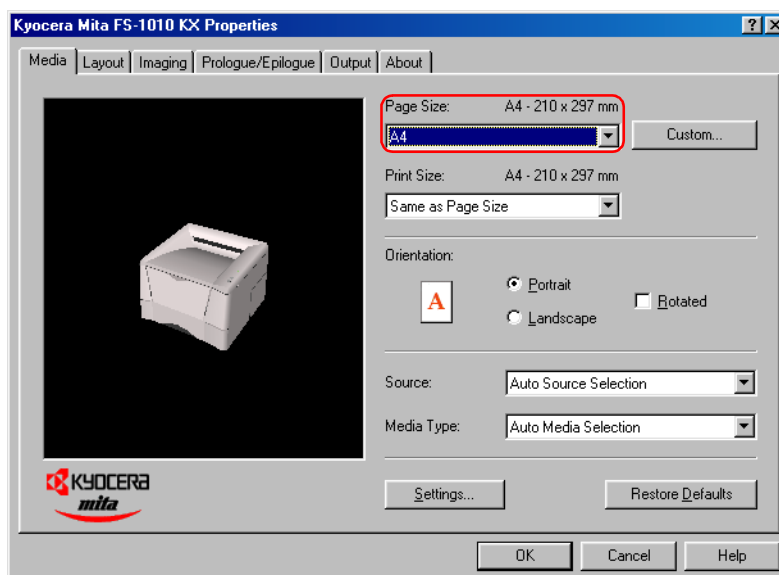 Kyocera Mita FS-1010 KX Properties
Media Layout Imaging Prologue/Epilogue Output About
Page Size: A4 - 210 x 297 mm
A4 Custom...
Print Size: A4 - 210 x 297 mm
Same as Page Size
Orientation:
A Portrait Rotated
Landscape
Source: Auto Source Selection
Media Type: Auto Media Selection
KYOCERA
mita
Settings... Restore Defaults
OK Cancel Help